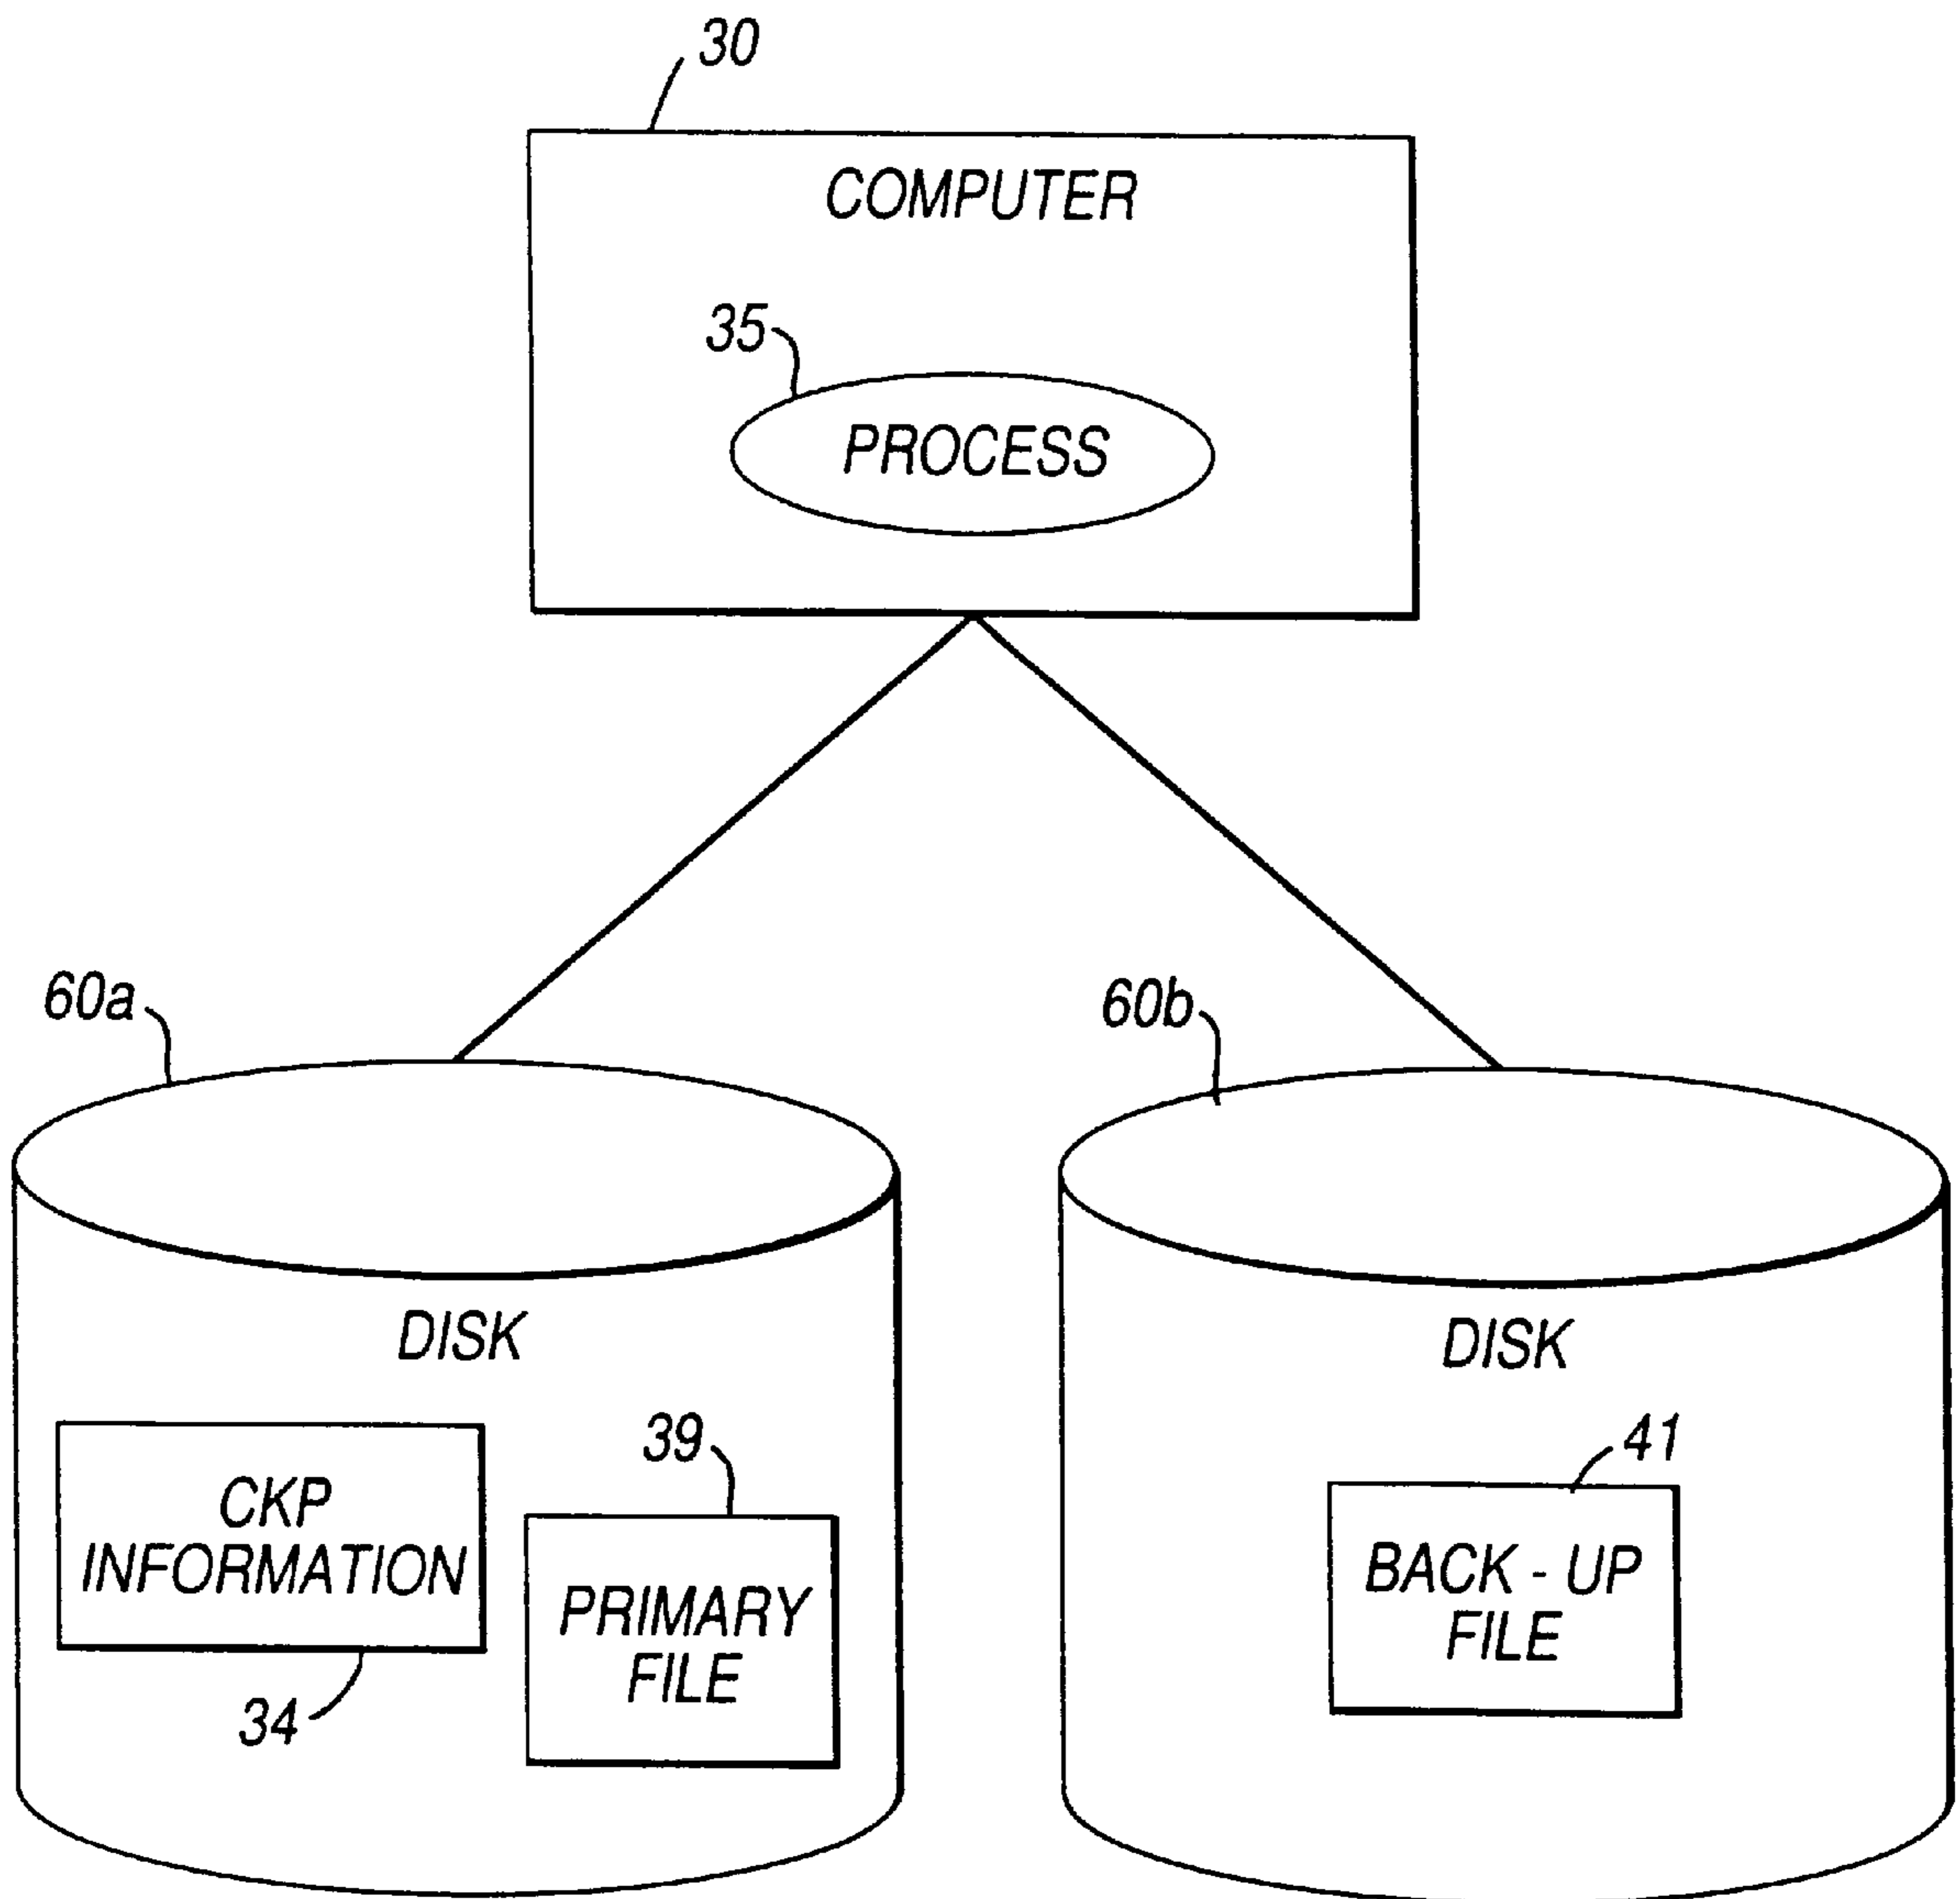 30
COMPUTER
35
PROCESS
60a
60b
DISK
DISK
39
41
CKP
INFORMATION
PRIMARY
FILE
BACK - UP
FILE
34